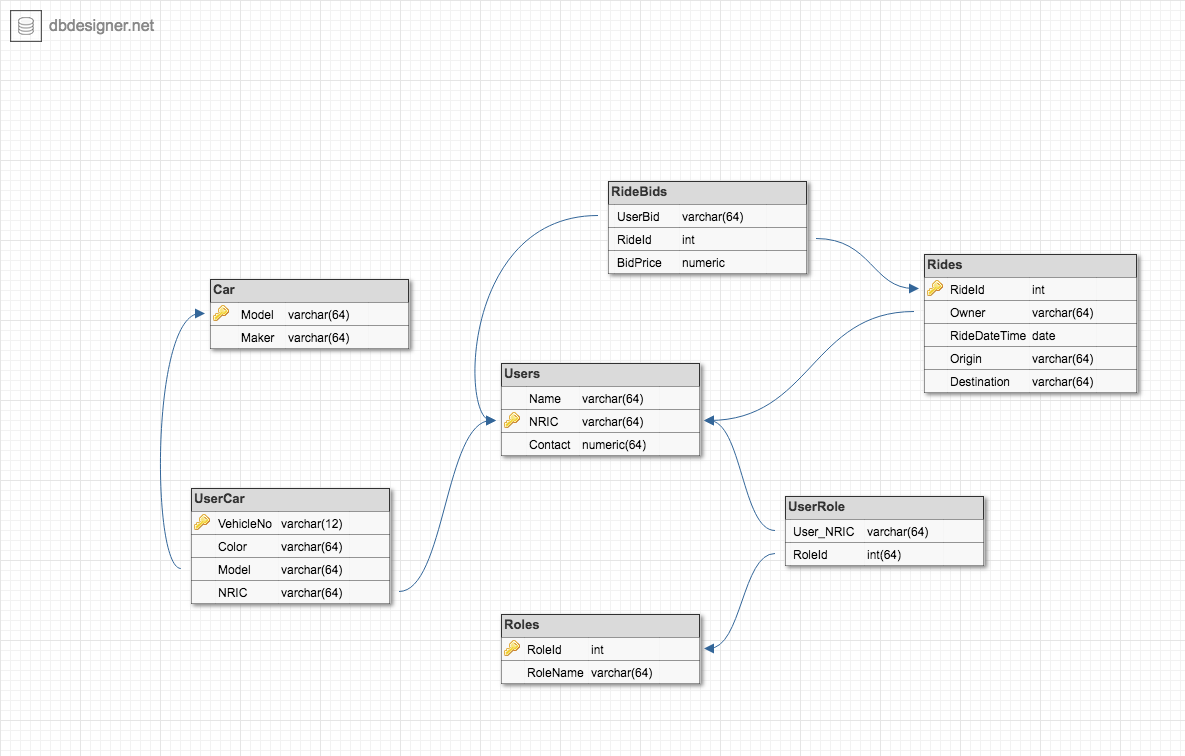 dbdesigner.net
RideBids
UserBid varchar(64)
RideId int
BidPrice numeric
Rides
RideId int
Owner varchar(64)
RideDateTime date
Origin varchar(64)
Destination varchar(64)
Car
Model varchar(64)
Maker varchar(64)
Users
Name varchar(64)
NRIC varchar(64)
Contact numeric(64)
UserCar
VehicleNo varchar(12)
Color varchar(64)
Model varchar(64)
NRIC varchar(64)
UserRole
User_NRIC varchar(64)
RoleId int(64)
Roles
RoleId int
RoleName varchar(64)